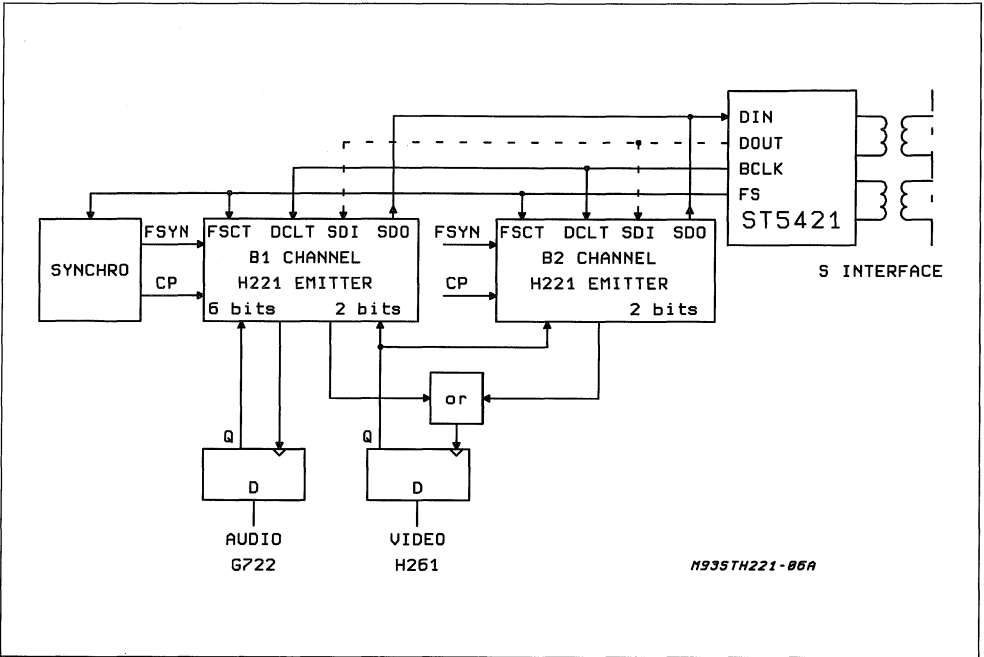 DIN
DOUT
BCLK
FS
ST5421
S INTERFACE
SYNCHRO
FSYN
CP
FSCT DCLT SDI SDO
B1 CHANNEL
H221 EMITTER
6 bits 2 bits
FSYN
CP
FSCT DCLT SDI SDO
B2 CHANNEL
H221 EMITTER
2 bits
or
Q
D
AUDIO
G722
Q
D
VIDEO
H261
M93STH221-06A